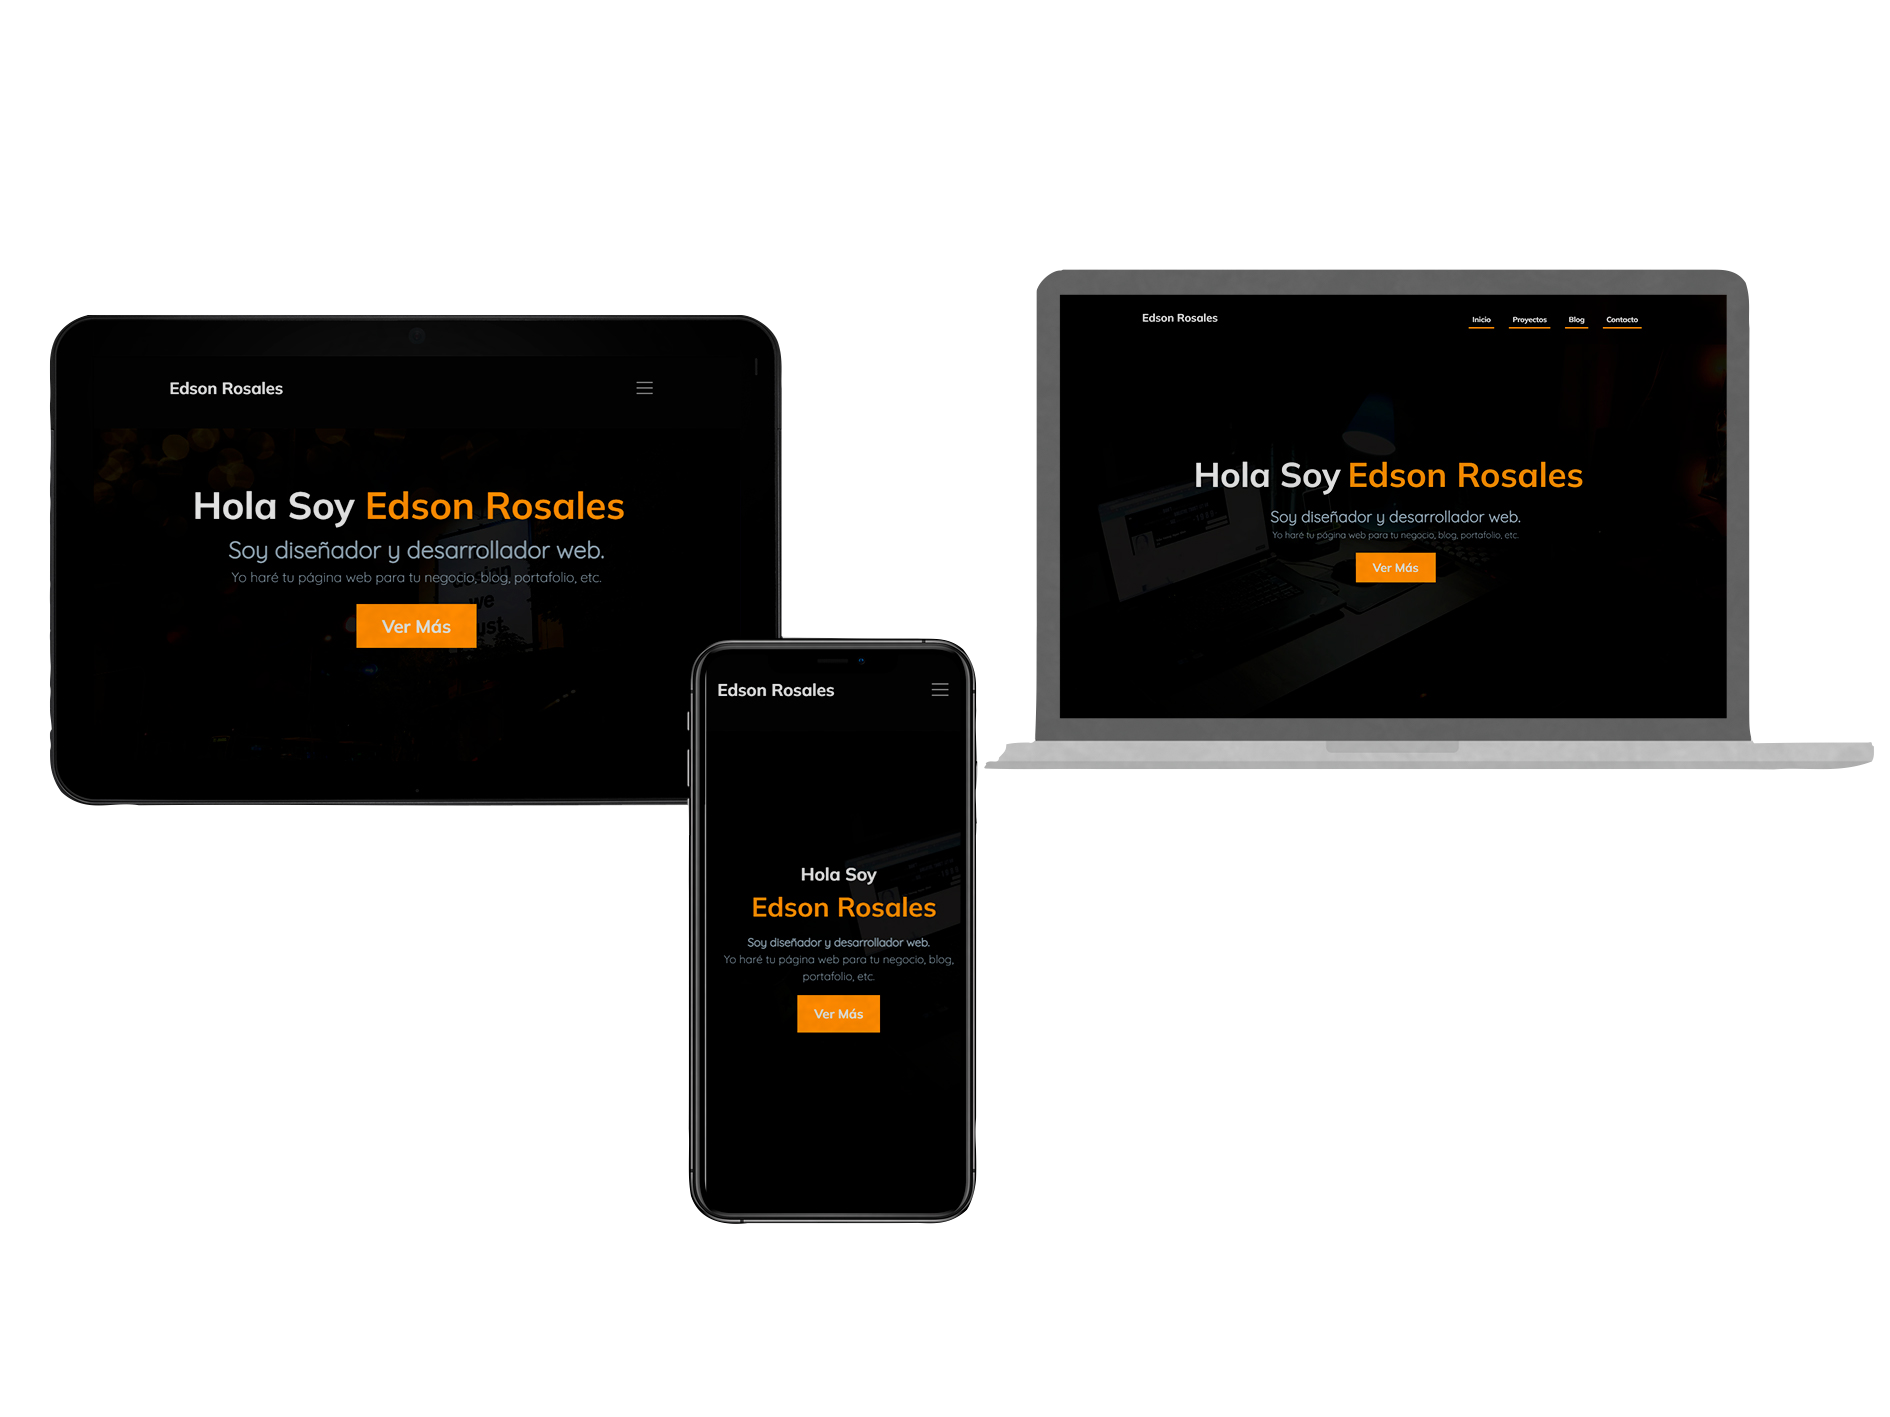 Edson Rosales
Hola Soy Edson Rosales
Soy diseñador y desarrollador web.
Yo haré tu página web para tu negocio, blog, portafolio, etc.
design
we
Ver Más
Edson Rosales
Hola Soy
Edson Rosales
Soy diseñador y desarrollador web.
Yo haré tu página web para tu negocio, blog,
portafolio, etc.
Ver Más
Edson Rosales
Inicio Proyectos Blog Contacto
Hola Soy Edson Rosales
Soy diseñador y desarrollador web.
Yo haré tu página web para tu negocio, blog, portafolio, etc.
Ver Más